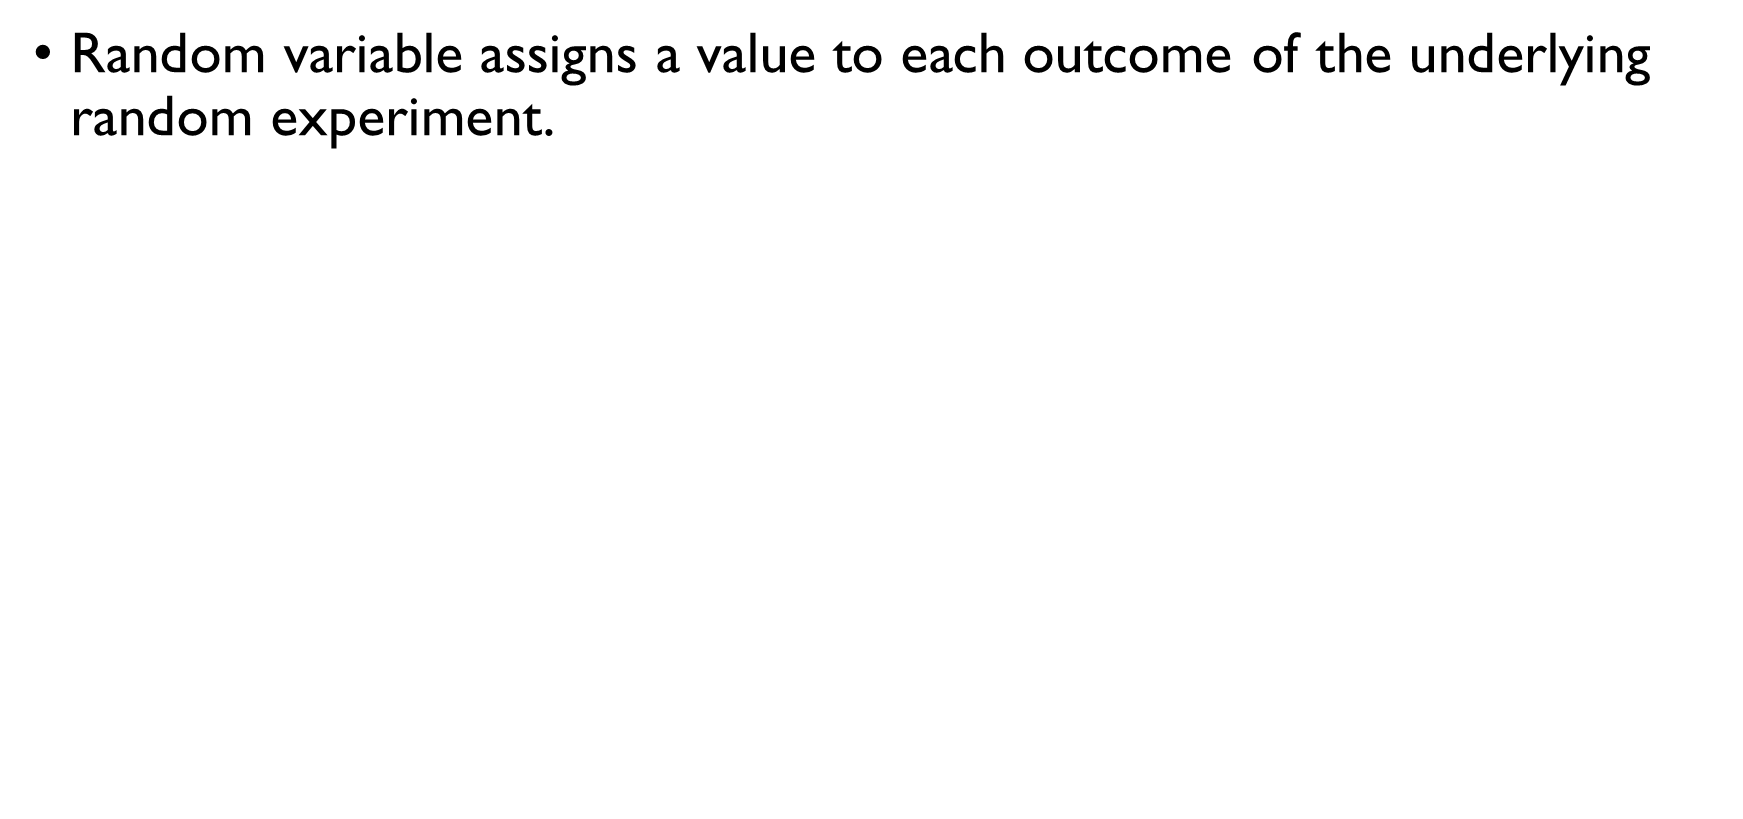 • Random variable assigns a value to each outcome of the underlying
random experiment.